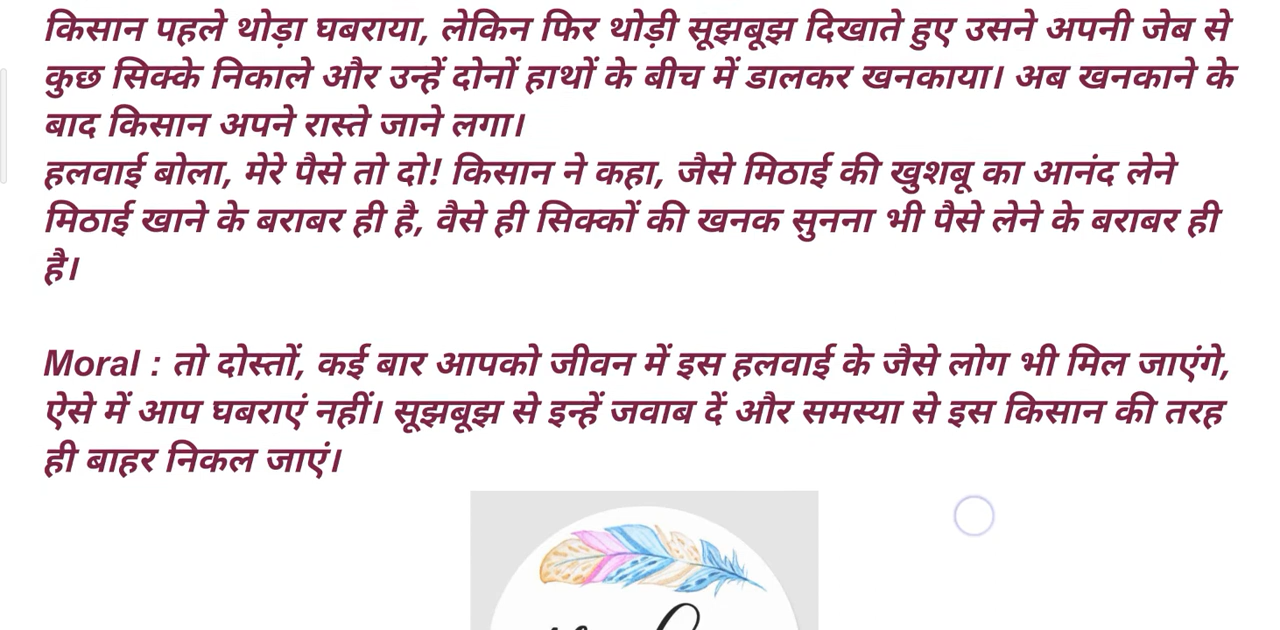 किसान पहले थोड़ा घबराया, लेकिन फिर थोड़ी सूझबूझ दिखाते हुए उसने अपनी जेब से
कुछ सिक्के निकाले और उन्हें दोनों हाथों के बीच में डालकर खनकाया। अब खनकाने के
बाद किसान अपने रास्ते जाने लगा।
हलवाई बोला, मेरे पैसे तो दो! किसान ने कहा, जैसे मिठाई की खुशबू का आनंद लेने
मिठाई खाने के बराबर ही है, वैसे ही सिक्कों की खनक सुनना भी पैसे लेने के बराबर ही
है।
Moral : तो दोस्तों, कई बार आपको जीवन में इस हलवाई के जैसे लोग भी मिल जाएंगे,
ऐसे में आप घबराएं नहीं। सूझबूझ से इन्हें जवाब दें और समस्या से इस किसान की तरह
ही बाहर निकल जाएं।